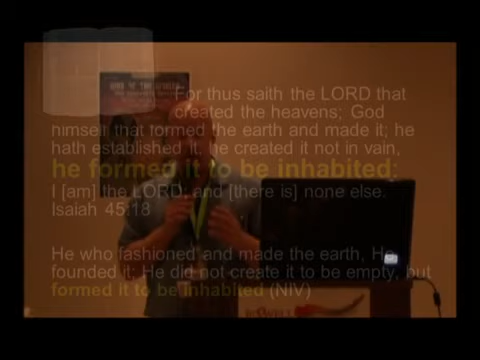 For thus saith the LORD that
created the heavens; God
himself that formed the earth and made it; he
hath established it, he created it not in vain,
he formed it to be inhabited:
I [am] the LORD; and [there is] none else.
Isaiah 45:18
He who fashioned and made the earth, He
founded it. He did not create it to be empty, but
formed it to be inhabited (NIV)